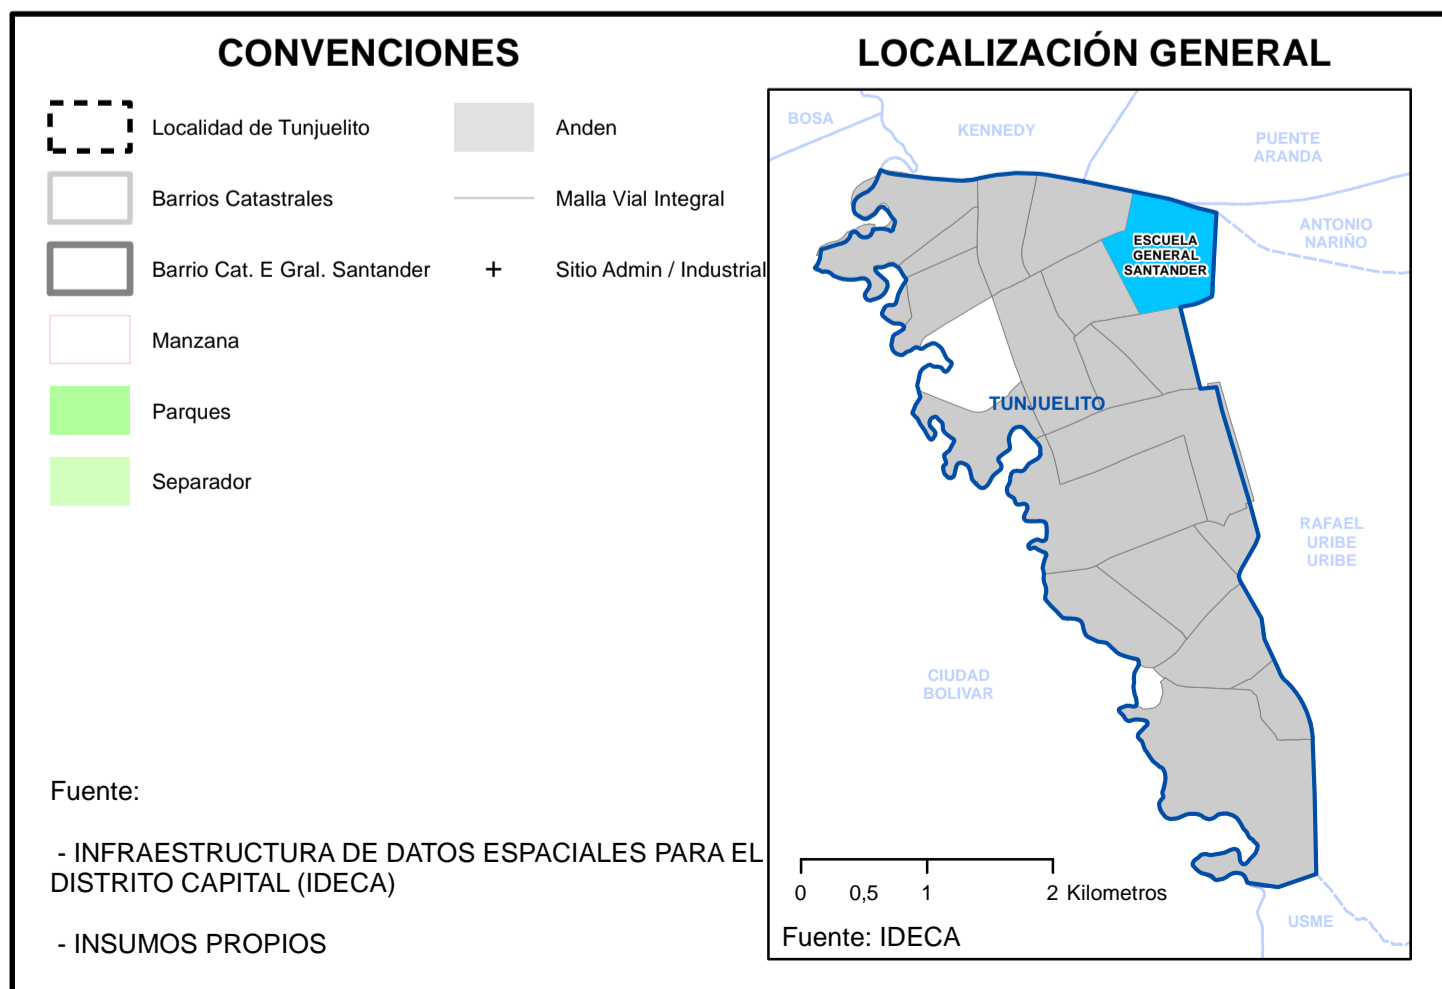 CONVENCIONES
Localidad de Tunjuelito
Barrios Catastrales
Barrio Cat. E Gral. Santander
Manzana
Parques
Separador
Anden
Malla Vial Integral
Sitio Admin / Industrial
Fuente:
- INFRAESTRUCTURA DE DATOS ESPACIALES PARA EL
DISTRITO CAPITAL (IDECA)
- INSUMOS PROPIOS
LOCALIZACIÓN GENERAL
BOSA
KENNEDY
PUENTE
ARANDA
ANTONIO
NARIÑO
ESCUELA
GENERAL
SANTANDER
TUNJUELITO
RAFAEL
URIBE
URIBE
CIUDAD
BOLIVAR
USME
0 0,5 1 2 Kilometros
Fuente: IDECA